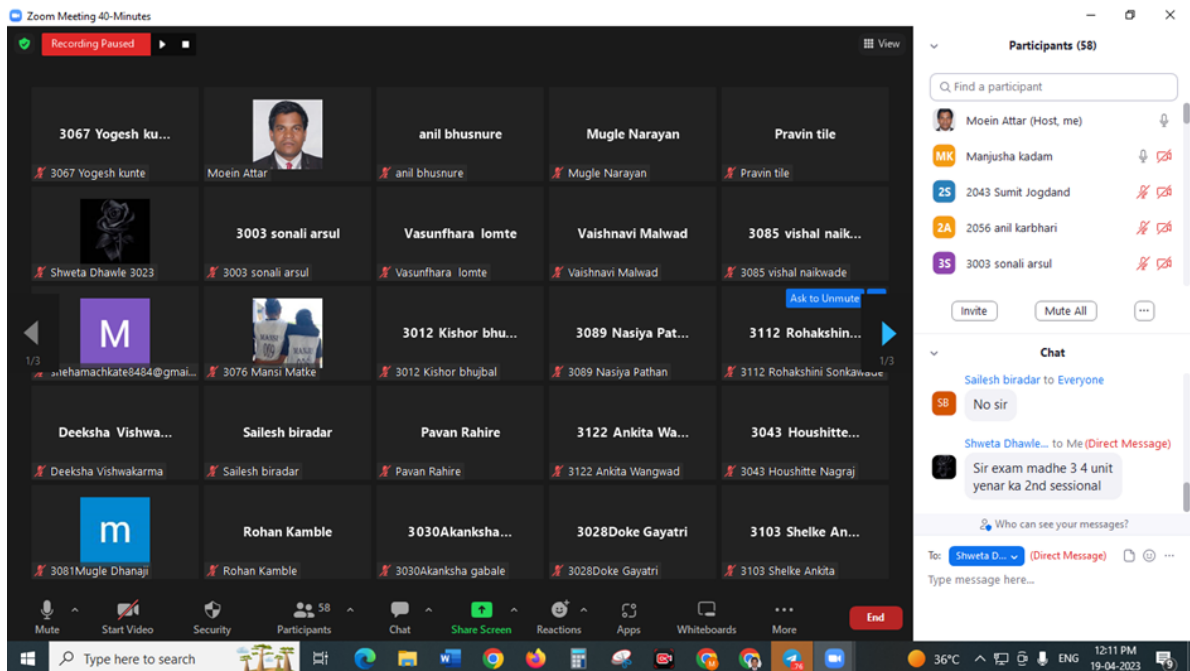 Zoom Meeting 40-Minutes
Recording Paused
View
3067 Yogesh ku...
3067 Yogesh kunte
Moein Attar
anil bhusnure
anil bhusnure
Mugle Narayan
Mugle Narayan
Pravin tile
Pravin tile
Shweta Dhawle 3023
3003 sonali arsul
3003 sonali arsul
Vasunfhara lomte
Vasunfhara lomte
Vaishnavi Malwad
Vaishnavi Malwad
3085 vishal naik...
3085 vishal naikwade
1/3
M
snehamachkate8484@gmai...
3076 Mansi Matke
3012 Kishor bhu...
3012 Kishor bhujbal
3089 Nasiya Pat...
3089 Nasiya Pathan
Ask to Unmute
3112 Rohakshin...
3112 Rohakshini Sonkawade
1/3
Deeksha Vishwa...
Deeksha Vishwakarma
Sailesh biradar
Sailesh biradar
Pavan Rahire
Pavan Rahire
3122 Ankita Wa...
3122 Ankita Wangwad
3043 Houshitte...
3043 Houshitte Nagraj
m
3081Mugle Dhanaji
Rohan Kamble
Rohan Kamble
3030Akanksha...
3030Akanksha gabale
3028Doke Gayatri
3028Doke Gayatri
3103 Shelke An...
3103 Shelke Ankita
Mute
Start Video
Security
58
Participants
Chat
Share Screen
Reactions
Apps
Whiteboards
More
End
Participants (58)
Find a participant
Moein Attar (Host, me)
MK Manjusha kadam
2S 2043 Sumit Jogdand
2A 2056 anil karbhari
3S 3003 sonali arsul
Invite
Mute All
Chat
Sailesh biradar to Everyone
SB No sir
Shweta Dhawle... to Me (Direct Message)
Sir exam madhe 3 4 unit
yenar ka 2nd sessional
Who can see your messages?
To: Shweta D... (Direct Message)
Type message here...
Type here to search
36°C
ENG
12:11 PM
19-04-2023